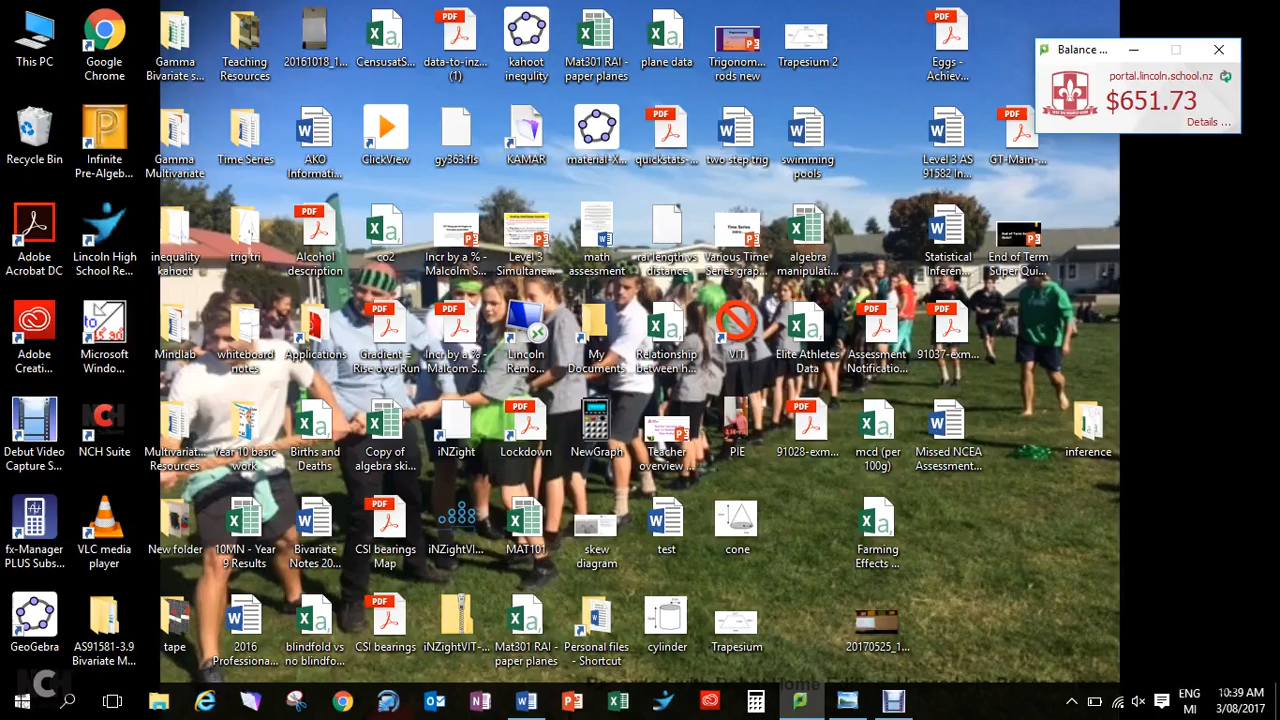 This PC
Google
Chrome
Gamma
Bivariate s...
Teaching
Resources
20161018_1...
CensusatS...
data-to-inz...
(1)
kahoot
inequlity
Mat301 RAI -
paper planes
plane data
Trigonom...
rods new
Trapesium 2
Eggs -
Achiev...
Balance ...
portal.lincoln.school.nz
$651.73
Details ...
Recycle Bin
Infinite
Pre-Algeb...
Gamma
Multivariate
Time Series
AKO
Informati...
ClickView
gy363.fls
KAMAR
material-X...
quickstats-...
two step trig
swimming
pools
Level 3 AS
91582 In...
GT-Main-...
Adobe
Acrobat DC
Lincoln High
School Re...
inequality
kahoot
trig tri
Alcohol
description
co2
Incr by a % -
Malcolm S...
Level 3
Simultane...
math
assessment
rat length vs
distance
Various Time
Series grap...
algebra
manipulati...
Statistical
Inferen...
End of Term
Super Qui...
Adobe
Creati...
Microsoft
Windo...
Mindlab
whiteboard
notes
Applications
Gradient =
Rise over Run
Incr by a % -
Malcom S...
Lincoln
Remo...
My
Documents
Relationship
between h...
VIT
Elite Athletes
Data
Assessment
Notificatio...
91037-exm...
Debut Video
Capture S...
NCH Suite
Multivariat...
Resources
Year 10 basic
work
Births and
Deaths
Copy of
algebra ski...
iNZight
Lockdown
NewGraph
Teacher
overview ...
PIE
91028-exm...
mcd (per
100g)
Missed NCEA
Assessment...
inference
fx-Manager
PLUS Subs...
VLC media
player
New folder
10MN - Year
9 Results
Bivariate
Notes 20...
CSI bearings
Map
iNZightVI...
MAT101
skew
diagram
test
cone
Farming
Effects ...
GeoGebra
AS91581-3.9
Bivariate M...
tape
2016
Professiona...
blindfold vs
no blindfo...
CSI bearings
iNZightVIT-...
Mat301 RAI -
paper planes
Personal files
- Shortcut
cylinder
Trapesium
20170525_1...
NCH
ENG
MI
10:39 AM
3/08/2017